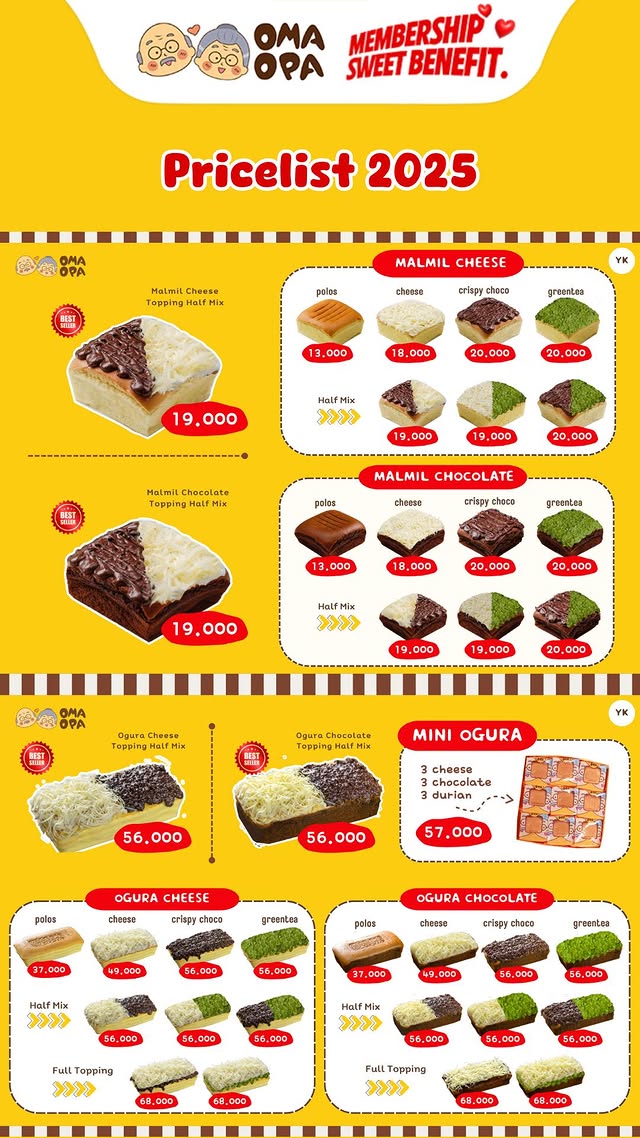 OMA
OPA
MEMBERSHIP
SWEET BENEFIT.
Pricelist 2025
OMA
OPA
YK
Malmil Cheese
Topping Half Mix
BEST
SELLER
19.000
MALMIL CHEESE
polos cheese crispy choco greentea
13.000 18.000 20.000 20.000
Half Mix
19.000 19.000 20.000
Malmil Chocolate
Topping Half Mix
BEST
SELLER
19.000
MALMIL CHOCOLATE
polos cheese crispy choco greentea
13.000 18.000 20.000 20.000
Half Mix
19.000 19.000 20.000
OMA
OPA
YK
Ogura Cheese
Topping Half Mix
BEST
SELLER
56.000
Ogura Chocolate
Topping Half Mix
BEST
SELLER
56.000
MINI OGURA
3 cheese
3 chocolate
3 durian
57.000
OGURA CHEESE
polos cheese crispy choco greentea
37.000 49.000 56.000 56.000
Half Mix
56.000 56.000 56.000
Full Topping
68.000 68.000
OGURA CHOCOLATE
polos cheese crispy choco greentea
37.000 49.000 56.000 56.000
Half Mix
56.000 56.000 56.000
Full Topping
68.000 68.000